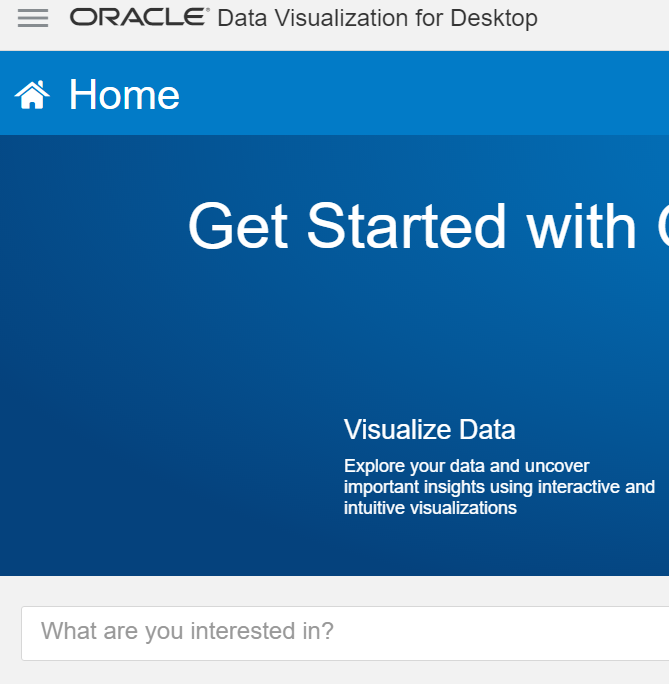 ORACLE® Data Visualization for Desktop
Home
Get Started with
Visualize Data
Explore your data and uncover
important insights using interactive and
intuitive visualizations
What are you interested in?